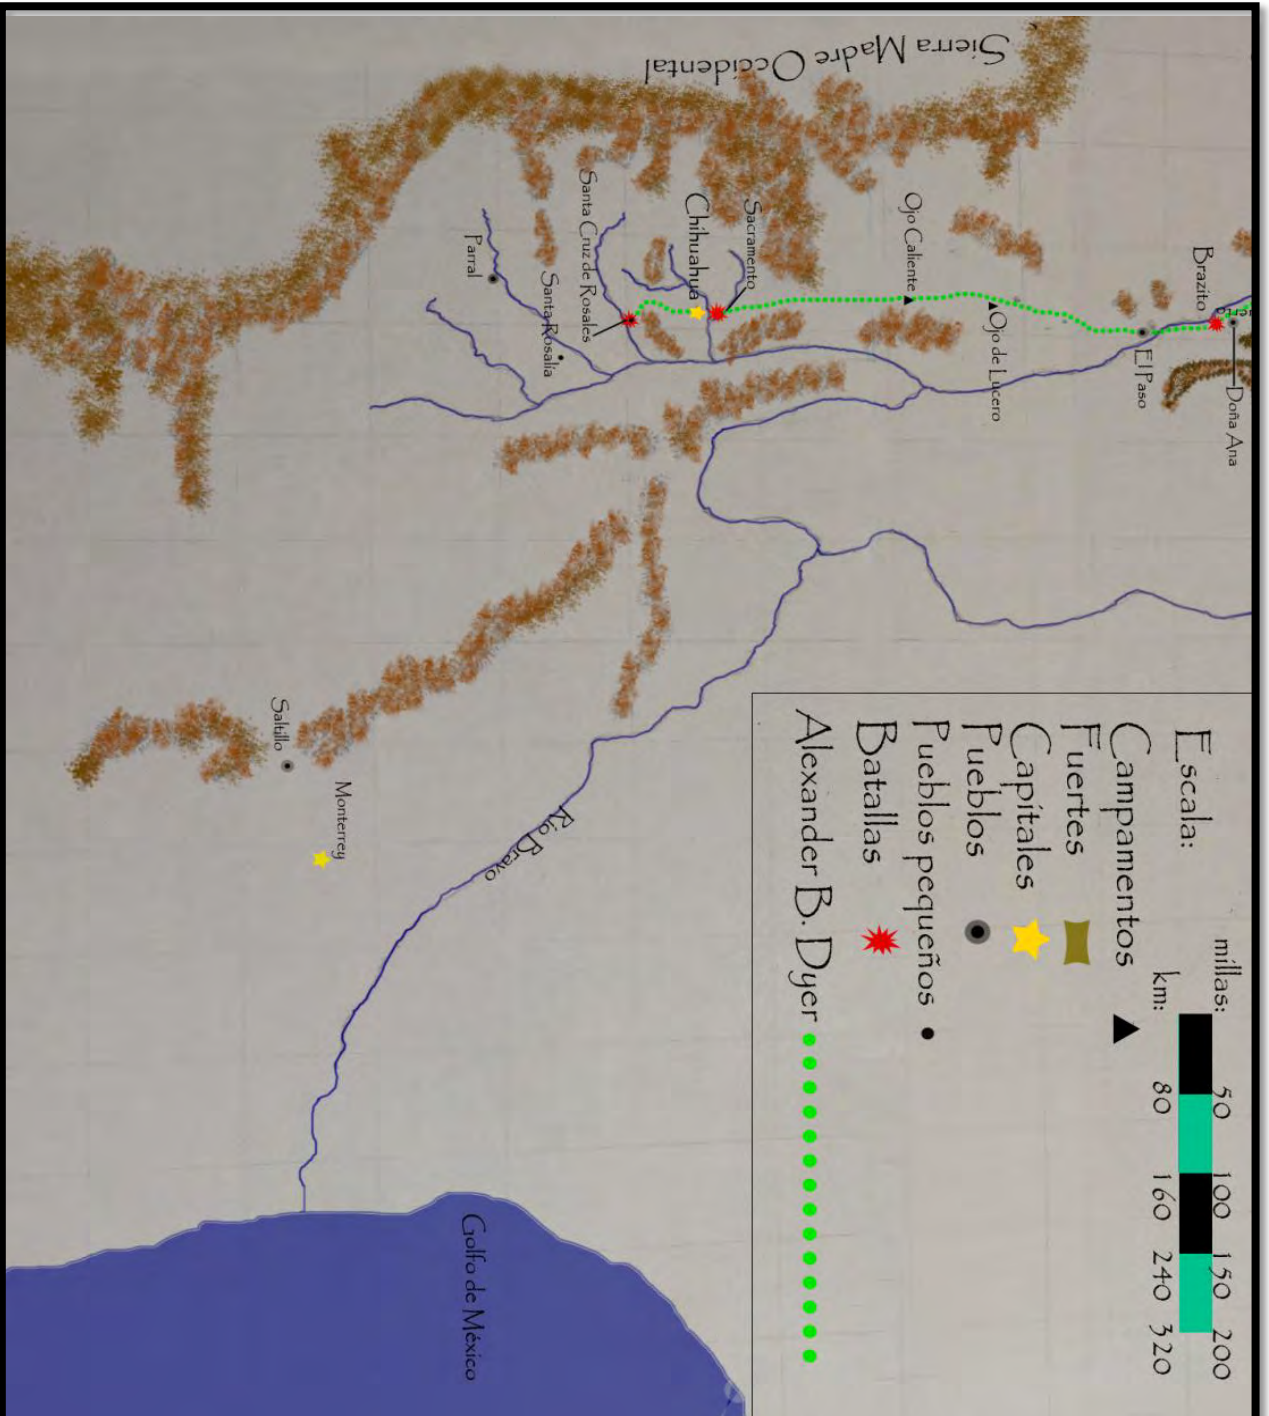 Sierra Madre Occidental
Brazito
Doña Ana
El Paso
Ojo de Lucero
Ojo Caliente
Sacramento
Chihuahua
Santa Cruz de Rosales
Santa Rosalia
Parral
Saltillo
Monterrey
Río Bravo
Golfo de México
millas: 50 100 150 200
Escala:
km: 80 160 240 320
Campamentos
Fuertes
Capítales
Pueblos
Pueblos pequeños
Batallas
Alexander B. Dyer